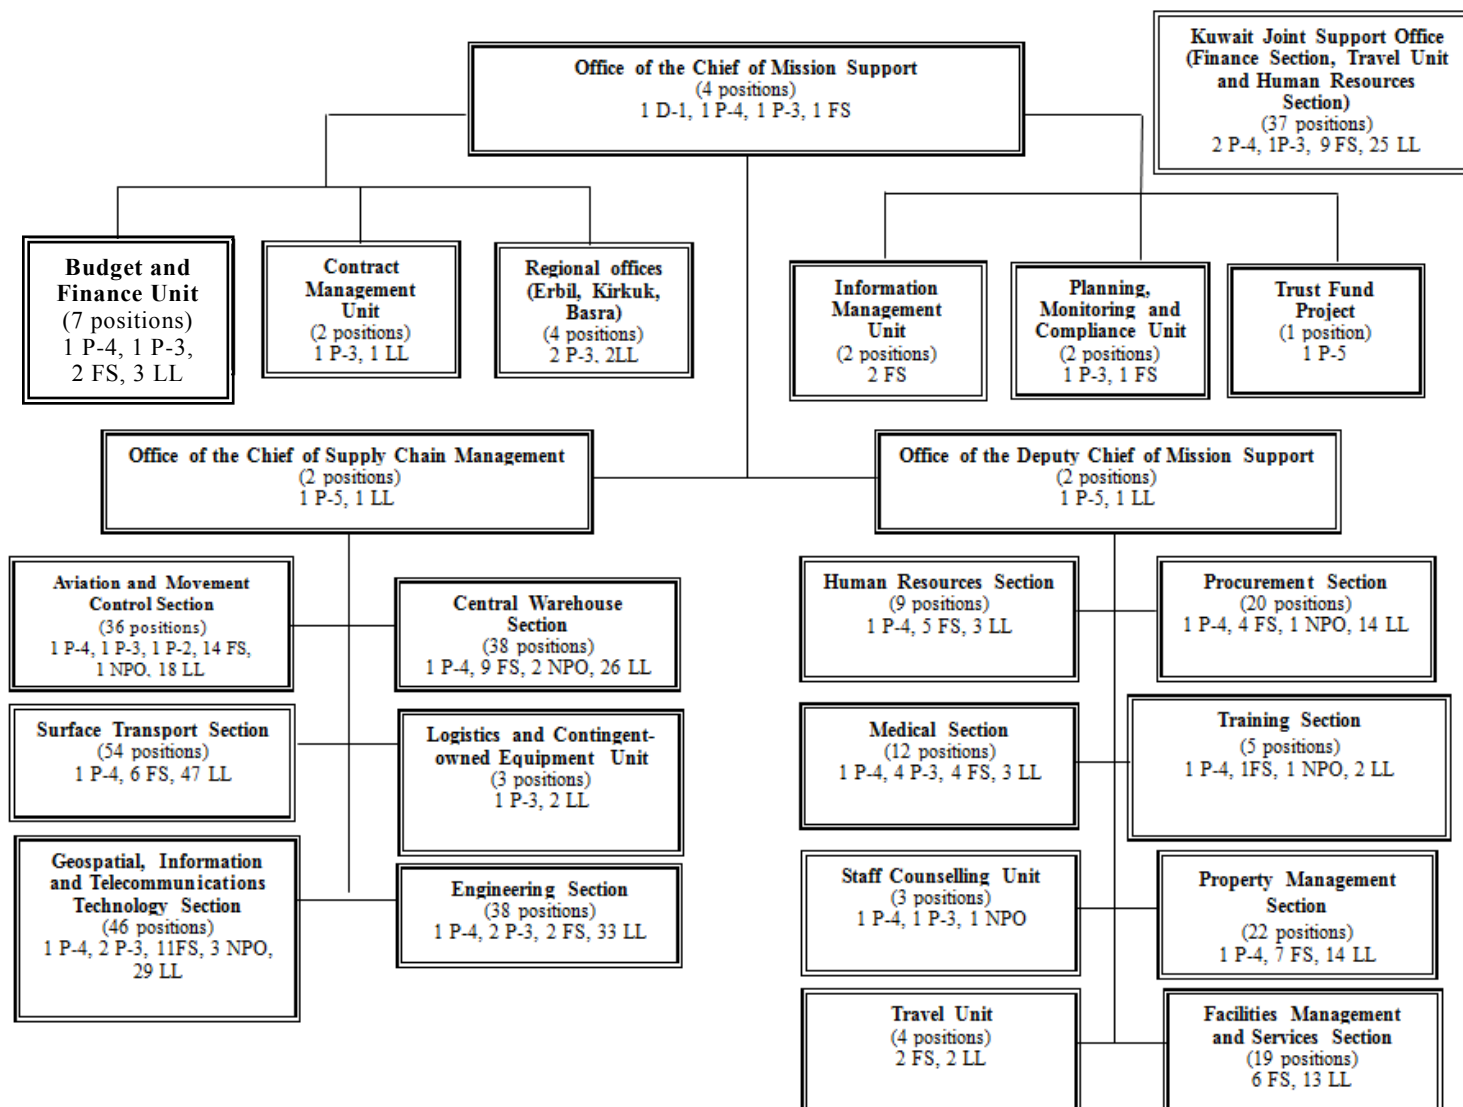 Office of the Chief of Mission Support
(4 positions)
1 D-1, 1 P-4, 1 P-3, 1 FS
Kuwait Joint Support Office
(Finance Section, Travel Unit
and Human Resources
Section)
(37 positions)
2 P-4, 1P-3, 9 FS, 25 LL
Budget and
Finance Unit
(7 positions)
1 P-4, 1 P-3,
2 FS, 3 LL
Contract
Management
Unit
(2 positions)
1 P-3, 1 LL
Regional offices
(Erbil, Kirkuk,
Basra)
(4 positions)
2 P-3, 2LL
Information
Management
Unit
(2 positions)
2 FS
Planning,
Monitoring and
Compliance Unit
(2 positions)
1 P-3, 1 FS
Trust Fund
Project
(1 position)
1 P-5
Office of the Chief of Supply Chain Management
(2 positions)
1 P-5, 1 LL
Office of the Deputy Chief of Mission Support
(2 positions)
1 P-5, 1 LL
Aviation and Movement
Control Section
(36 positions)
1 P-4, 1 P-3, 1 P-2, 14 FS,
1 NPO, 18 LL
Central Warehouse
Section
(38 positions)
1 P-4, 9 FS, 2 NPO, 26 LL
Surface Transport Section
(54 positions)
1 P-4, 6 FS, 47 LL
Logistics and Contingent-
owned Equipment Unit
(3 positions)
1 P-3, 2 LL
Geospatial, Information
and Telecommunications
Technology Section
(46 positions)
1 P-4, 2 P-3, 11FS, 3 NPO,
29 LL
Engineering Section
(38 positions)
1 P-4, 2 P-3, 2 FS, 33 LL
Human Resources Section
(9 positions)
1 P-4, 5 FS, 3 LL
Procurement Section
(20 positions)
1 P-4, 4 FS, 1 NPO, 14 LL
Medical Section
(12 positions)
1 P-4, 4 P-3, 4 FS, 3 LL
Training Section
(5 positions)
1 P-4, 1FS, 1 NPO, 2 LL
Staff Counselling Unit
(3 positions)
1 P-4, 1 P-3, 1 NPO
Property Management
Section
(22 positions)
1 P-4, 7 FS, 14 LL
Travel Unit
(4 positions)
2 FS, 2 LL
Facilities Management
and Services Section
(19 positions)
6 FS, 13 LL